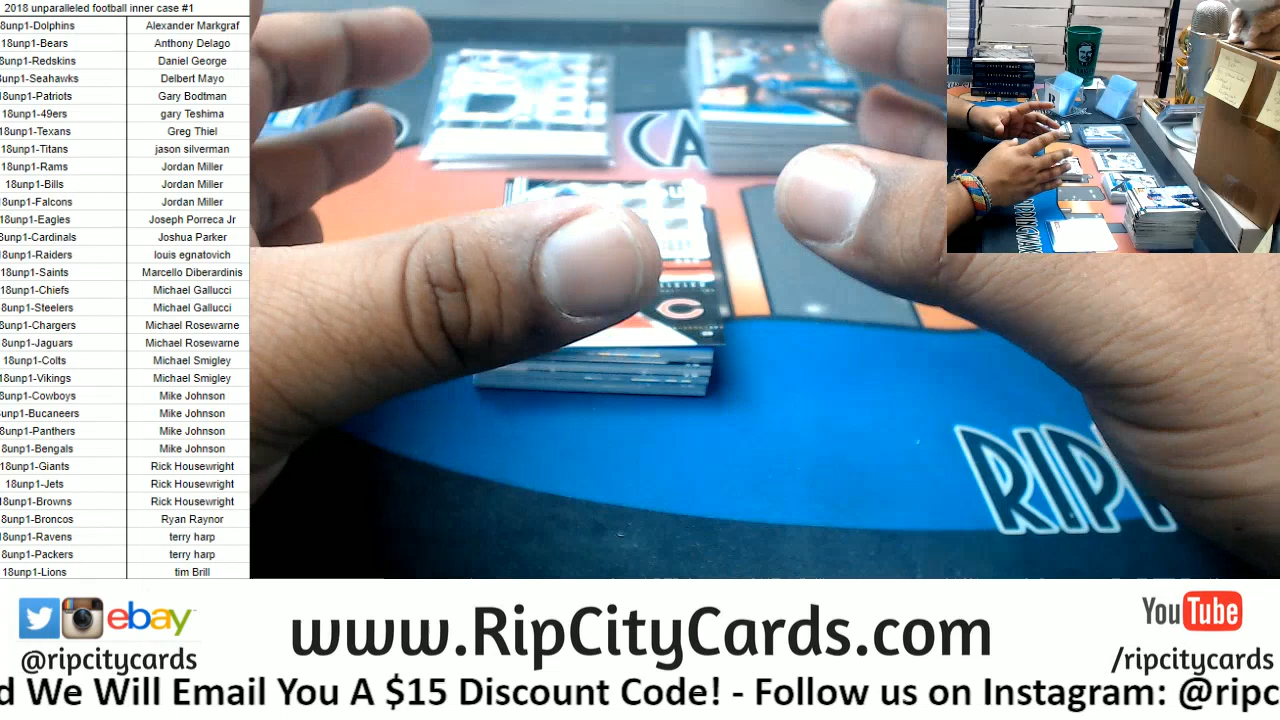 2018 unparalleled football inner case #1
8unp1-Dolphins Alexander Markgraf
18unp1-Bears Anthony Delago
8unp1-Redskins Daniel George
8unp1-Seahawks Delbert Mayo
8unp1-Patriots Gary Bodtman
18unp1-49ers gary Teshima
18unp1-Texans Greg Thiel
18unp1-Titans jason silverman
18unp1-Rams Jordan Miller
18unp1-Bills Jordan Miller
18unp1-Falcons Jordan Miller
18unp1-Eagles Joseph Porreca Jr
8unp1-Cardinals Joshua Parker
18unp1-Raiders louis egnatovich
18unp1-Saints Marcello Diberardinis
18unp1-Chiefs Michael Gallucci
8unp1-Steelers Michael Gallucci
8unp1-Chargers Michael Rosewarne
8unp1-Jaguars Michael Rosewarne
18unp1-Colts Michael Smigley
18unp1-Vikings Michael Smigley
8unp1-Cowboys Mike Johnson
unp1-Bucaneers Mike Johnson
8unp1-Panthers Mike Johnson
8unp1-Bengals Mike Johnson
18unp1-Giants Rick Housewright
18unp1-Jets Rick Housewright
18unp1-Browns Rick Housewright
8unp1-Broncos Ryan Raynor
18unp1-Ravens terry harp
8unp1-Packers terry harp
18unp1-Lions tim Brill
CA
RIPP
ebay
@ripcitycards
www.RipCityCards.com
YouTube
/ripcitycards
d We Will Email You A $15 Discount Code! - Follow us on Instagram: @ripc